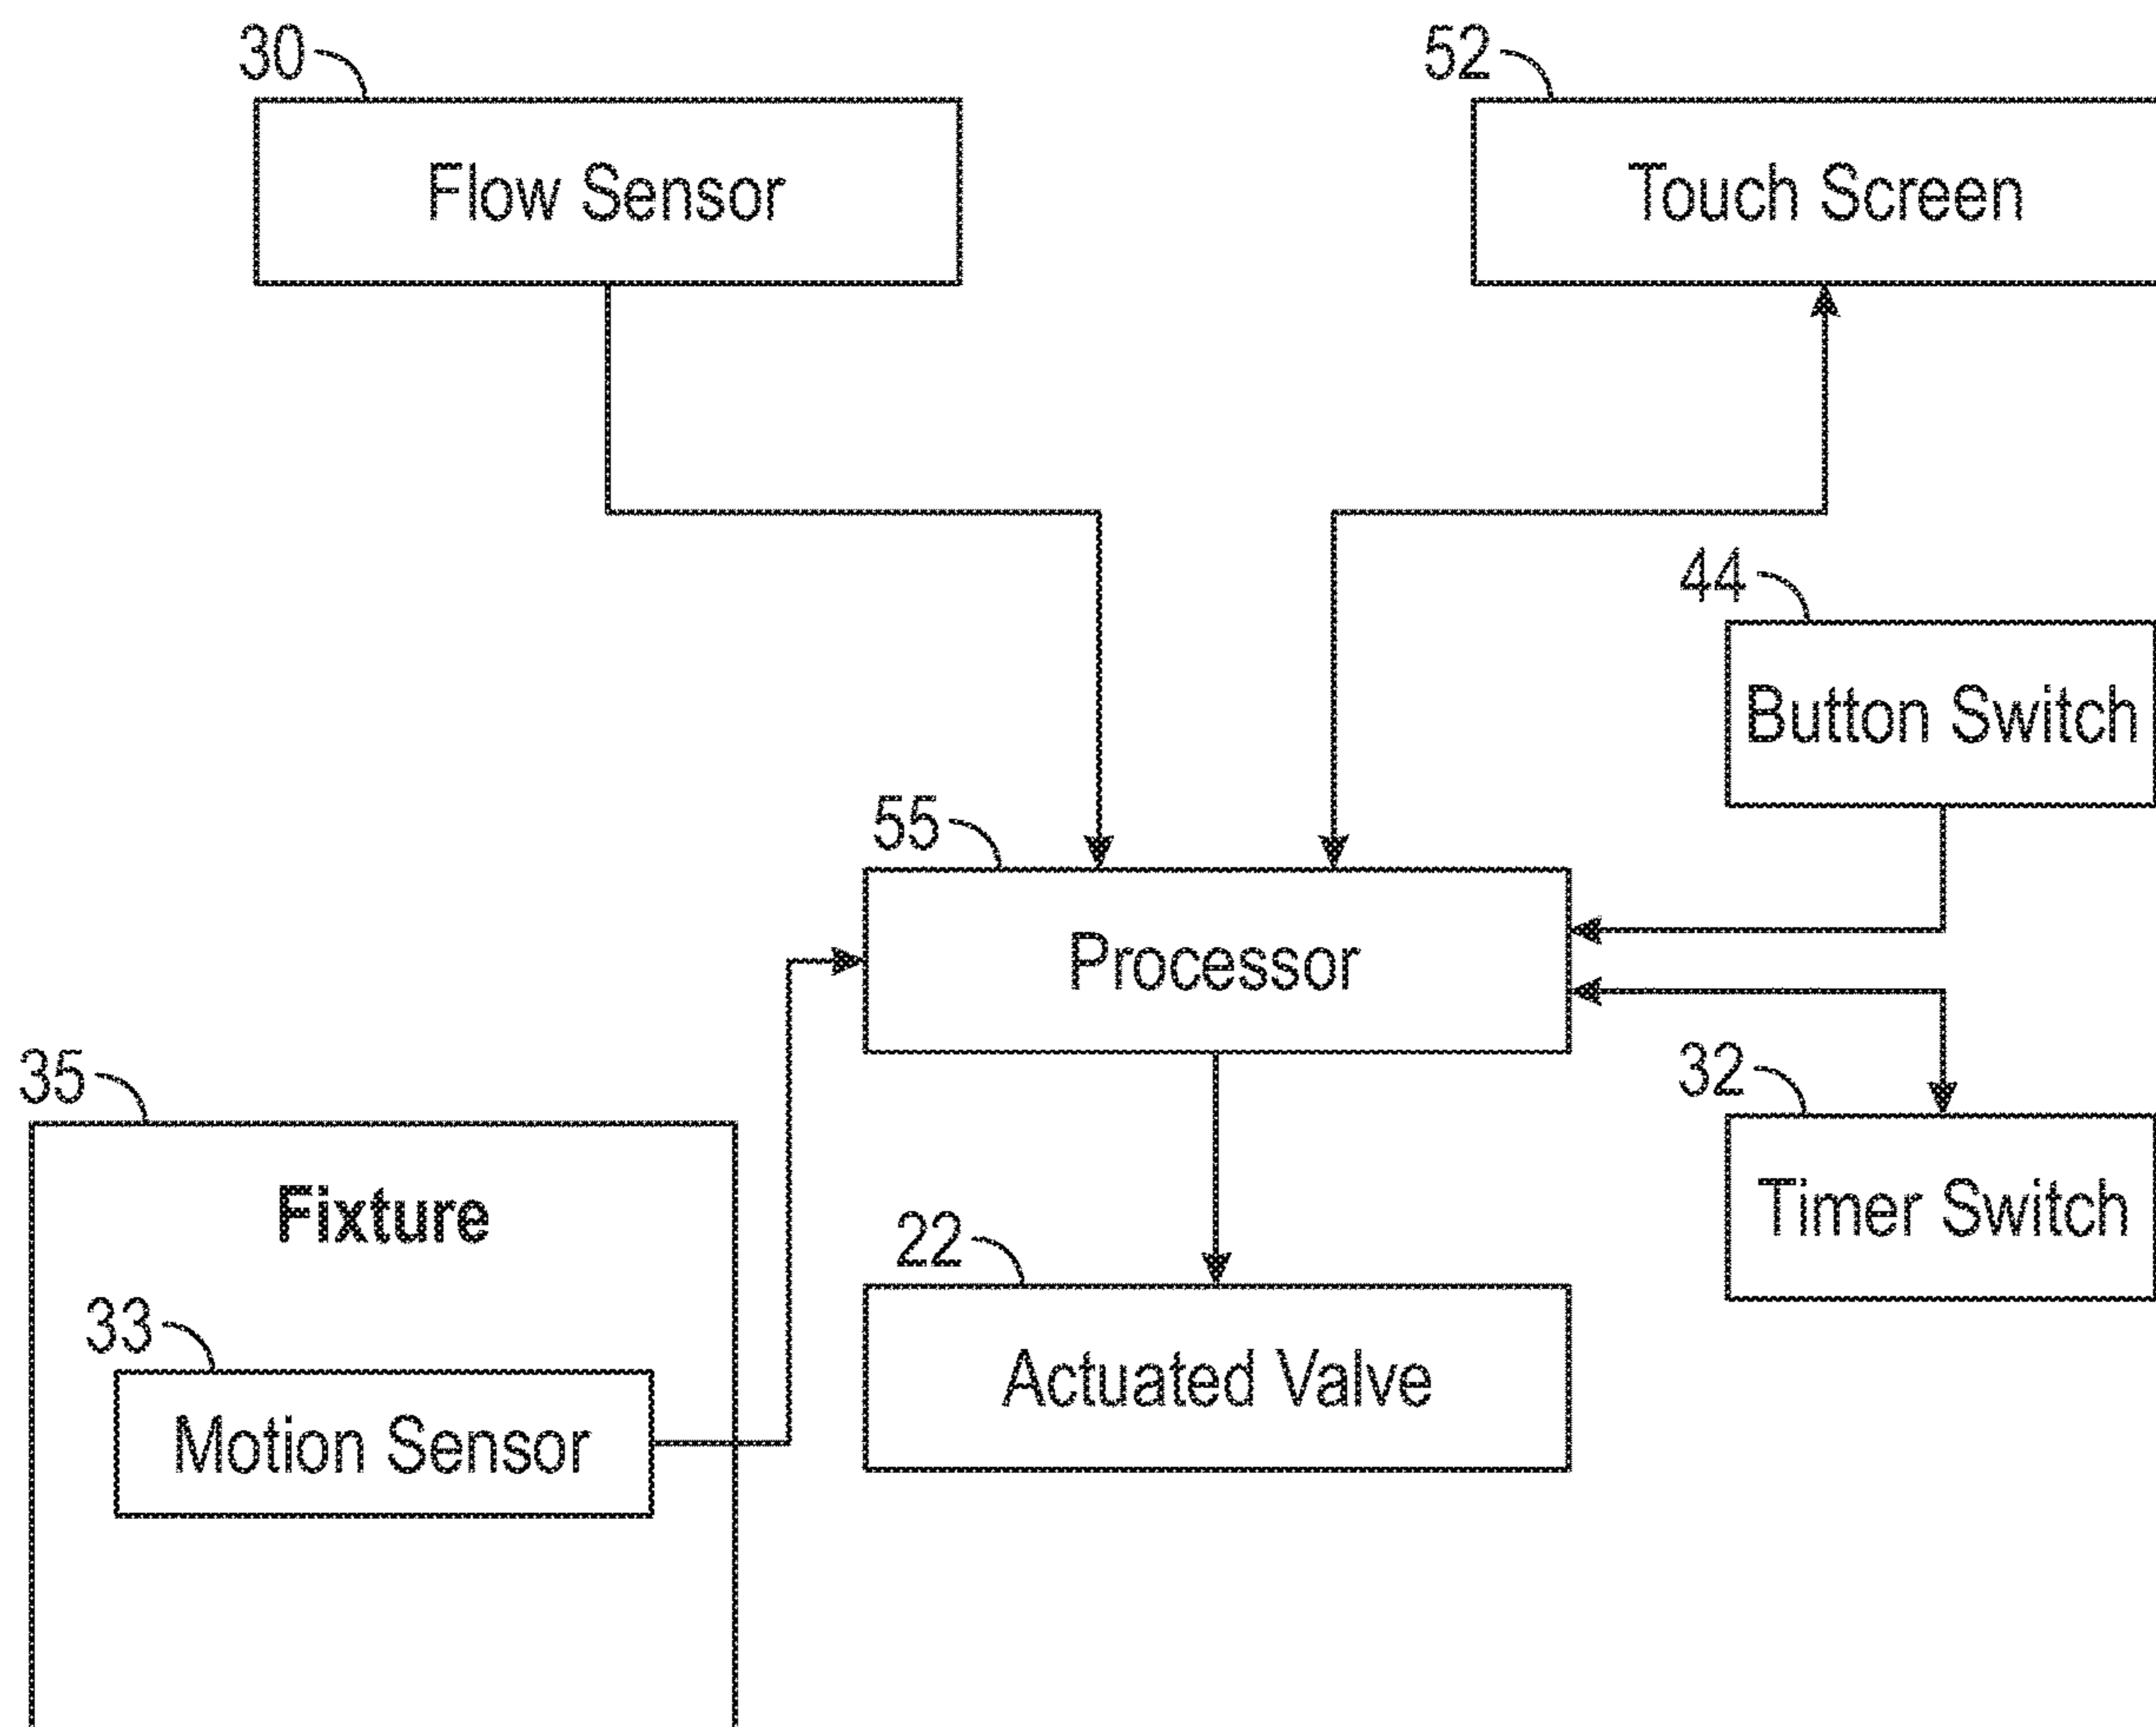 30
Flow Sensor
52
Touch Screen
44
Button Switch
55
Processor
32
Timer Switch
35
Fixture
22
Actuated Valve
33
Motion Sensor